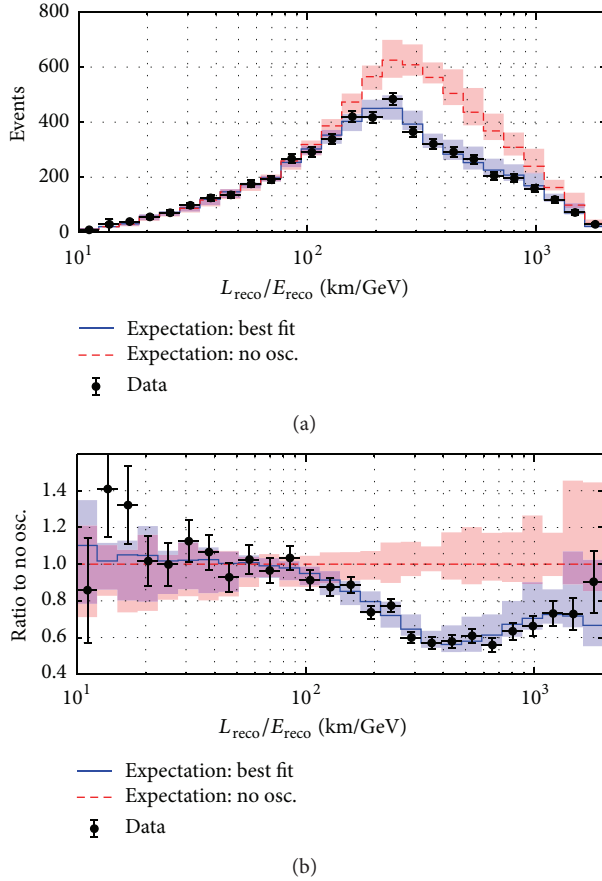 800
600
400
200
0
Events
10¹
10²
10³
L_reco/E_reco (km/GeV)
Expectation: best fit
Expectation: no osc.
Data
(a)
1.4
1.2
1.0
0.8
0.6
0.4
Ratio to no osc.
10¹
10²
10³
L_reco/E_reco (km/GeV)
Expectation: best fit
Expectation: no osc.
Data
(b)